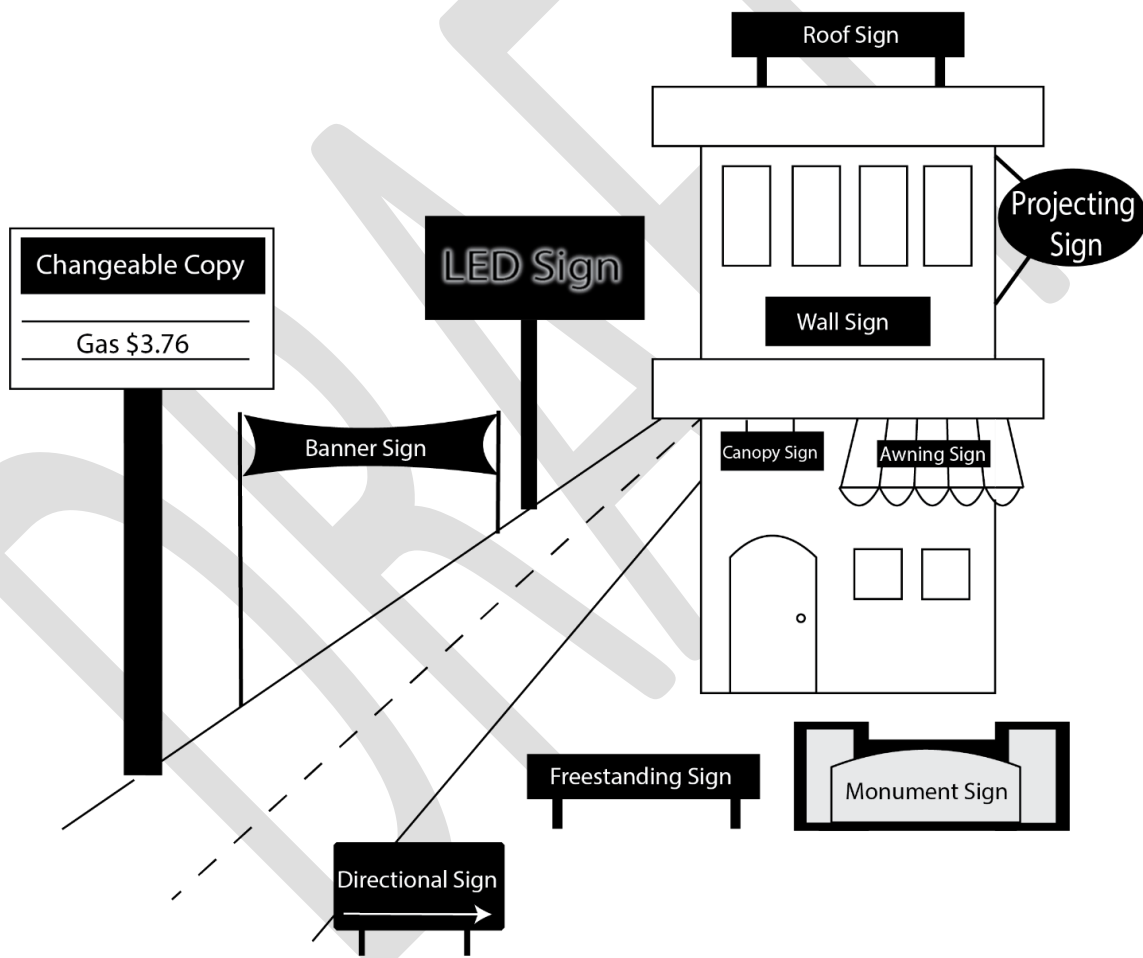 Roof Sign
Projecting
Sign
Changeable Copy
LED Sign
Wall Sign
Gas $3.76
Banner Sign
Canopy Sign
Awning Sign
Freestanding Sign
Monument Sign
Directional Sign
DRAFT